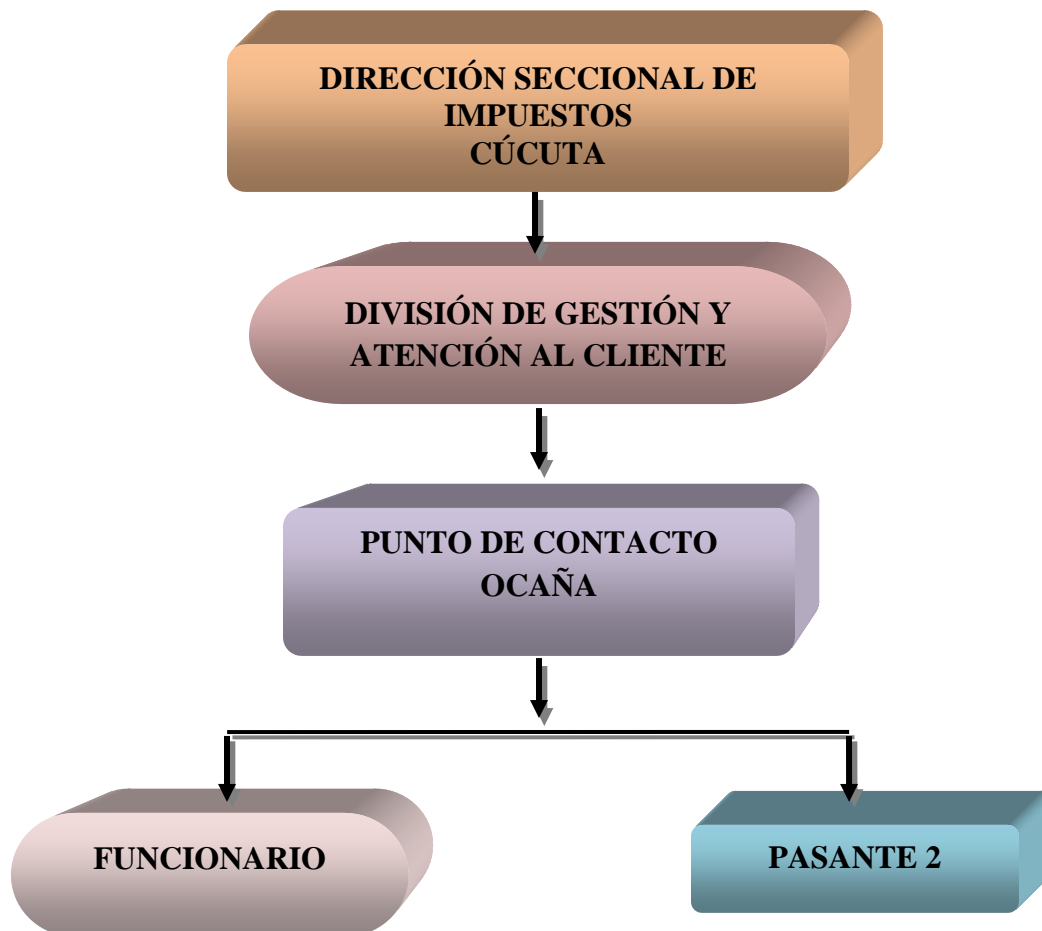 DIRECCIÓN SECCIONAL DE
IMPUESTOS
CÚCUTA
DIVISIÓN DE GESTIÓN Y
ATENCIÓN AL CLIENTE
PUNTO DE CONTACTO
OCAÑA
FUNCIONARIO
PASANTE 2